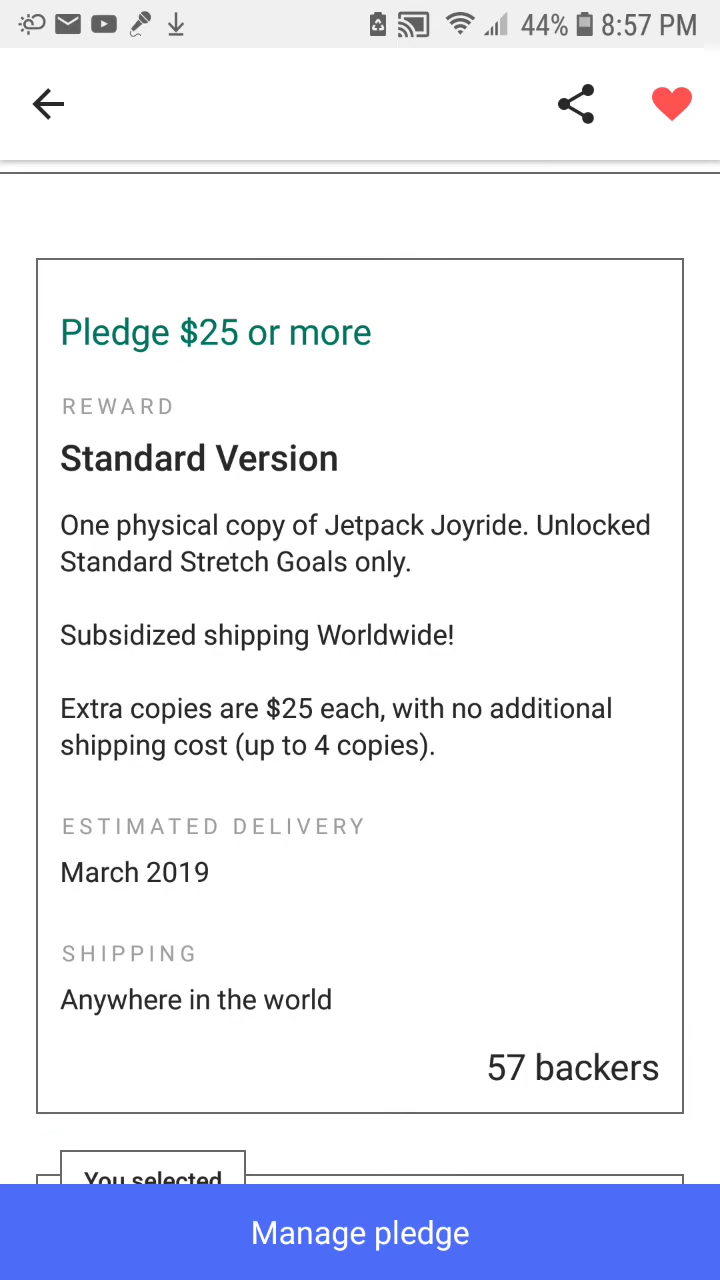 44% 8:57 PM
Pledge $25 or more
REWARD
Standard Version
One physical copy of Jetpack Joyride. Unlocked
Standard Stretch Goals only.
Subsidized shipping Worldwide!
Extra copies are $25 each, with no additional
shipping cost (up to 4 copies).
ESTIMATED DELIVERY
March 2019
SHIPPING
Anywhere in the world
57 backers
You selected
Manage pledge